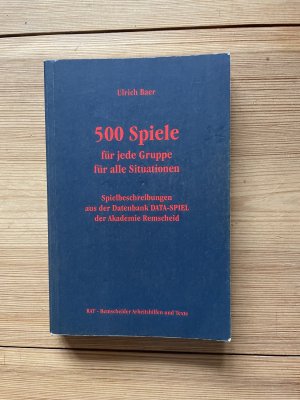 Ulrich Baer
500 Spiele
für jede Gruppe
für alle Situationen
Spielbeschreibungen
aus der Datenbank DATA-SPIEL
der Akademie Remscheid
RAT - Remscheider Arbeitshilfen und Texte